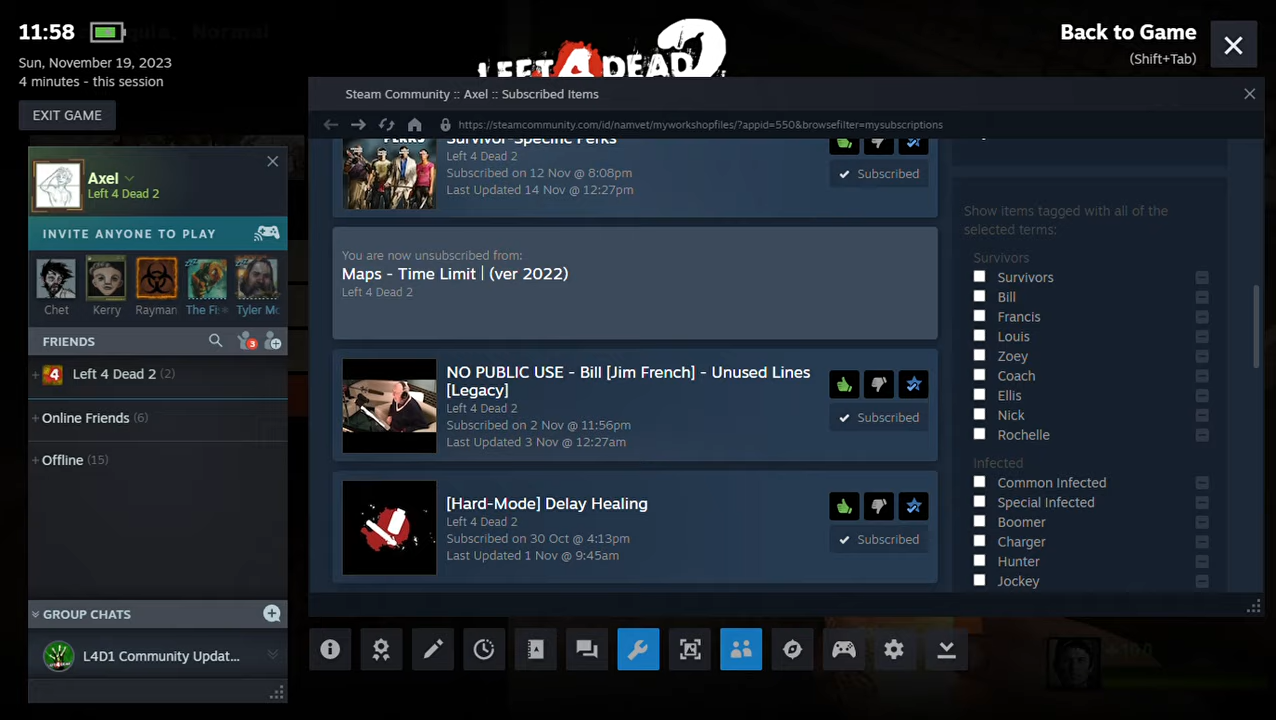 11:58
Sun, November 19, 2023
4 minutes - this session
EXIT GAME
LEFT 4 DEAD 2
Back to Game
(Shift+Tab)
Axel
Left 4 Dead 2
INVITE ANYONE TO PLAY
Chet
Kerry
Rayman
The Fi
Tyler Mc
FRIENDS
3
Left 4 Dead 2 (2)
Online Friends (6)
Offline (15)
GROUP CHATS
L4D1 Community Updat...
Steam Community :: Axel :: Subscribed Items
https://steamcommunity.com/id/namvet/myworkshopfiles/?appid=550&browsefilter=mysubscriptions
Survivor-Specific Perks
Left 4 Dead 2
Subscribed on 12 Nov @ 8:08pm
Last Updated 14 Nov @ 12:27pm
Subscribed
You are now unsubscribed from:
Maps - Time Limit | (ver 2022)
Left 4 Dead 2
NO PUBLIC USE - Bill [Jim French] - Unused Lines
[Legacy]
Left 4 Dead 2
Subscribed on 2 Nov @ 11:56pm
Last Updated 3 Nov @ 12:27am
Subscribed
[Hard-Mode] Delay Healing
Left 4 Dead 2
Subscribed on 30 Oct @ 4:13pm
Last Updated 1 Nov @ 9:45am
Subscribed
Show items tagged with all of the
selected terms:
Survivors
Survivors
Bill
Francis
Louis
Zoey
Coach
Ellis
Nick
Rochelle
Infected
Common Infected
Special Infected
Boomer
Charger
Hunter
Jockey